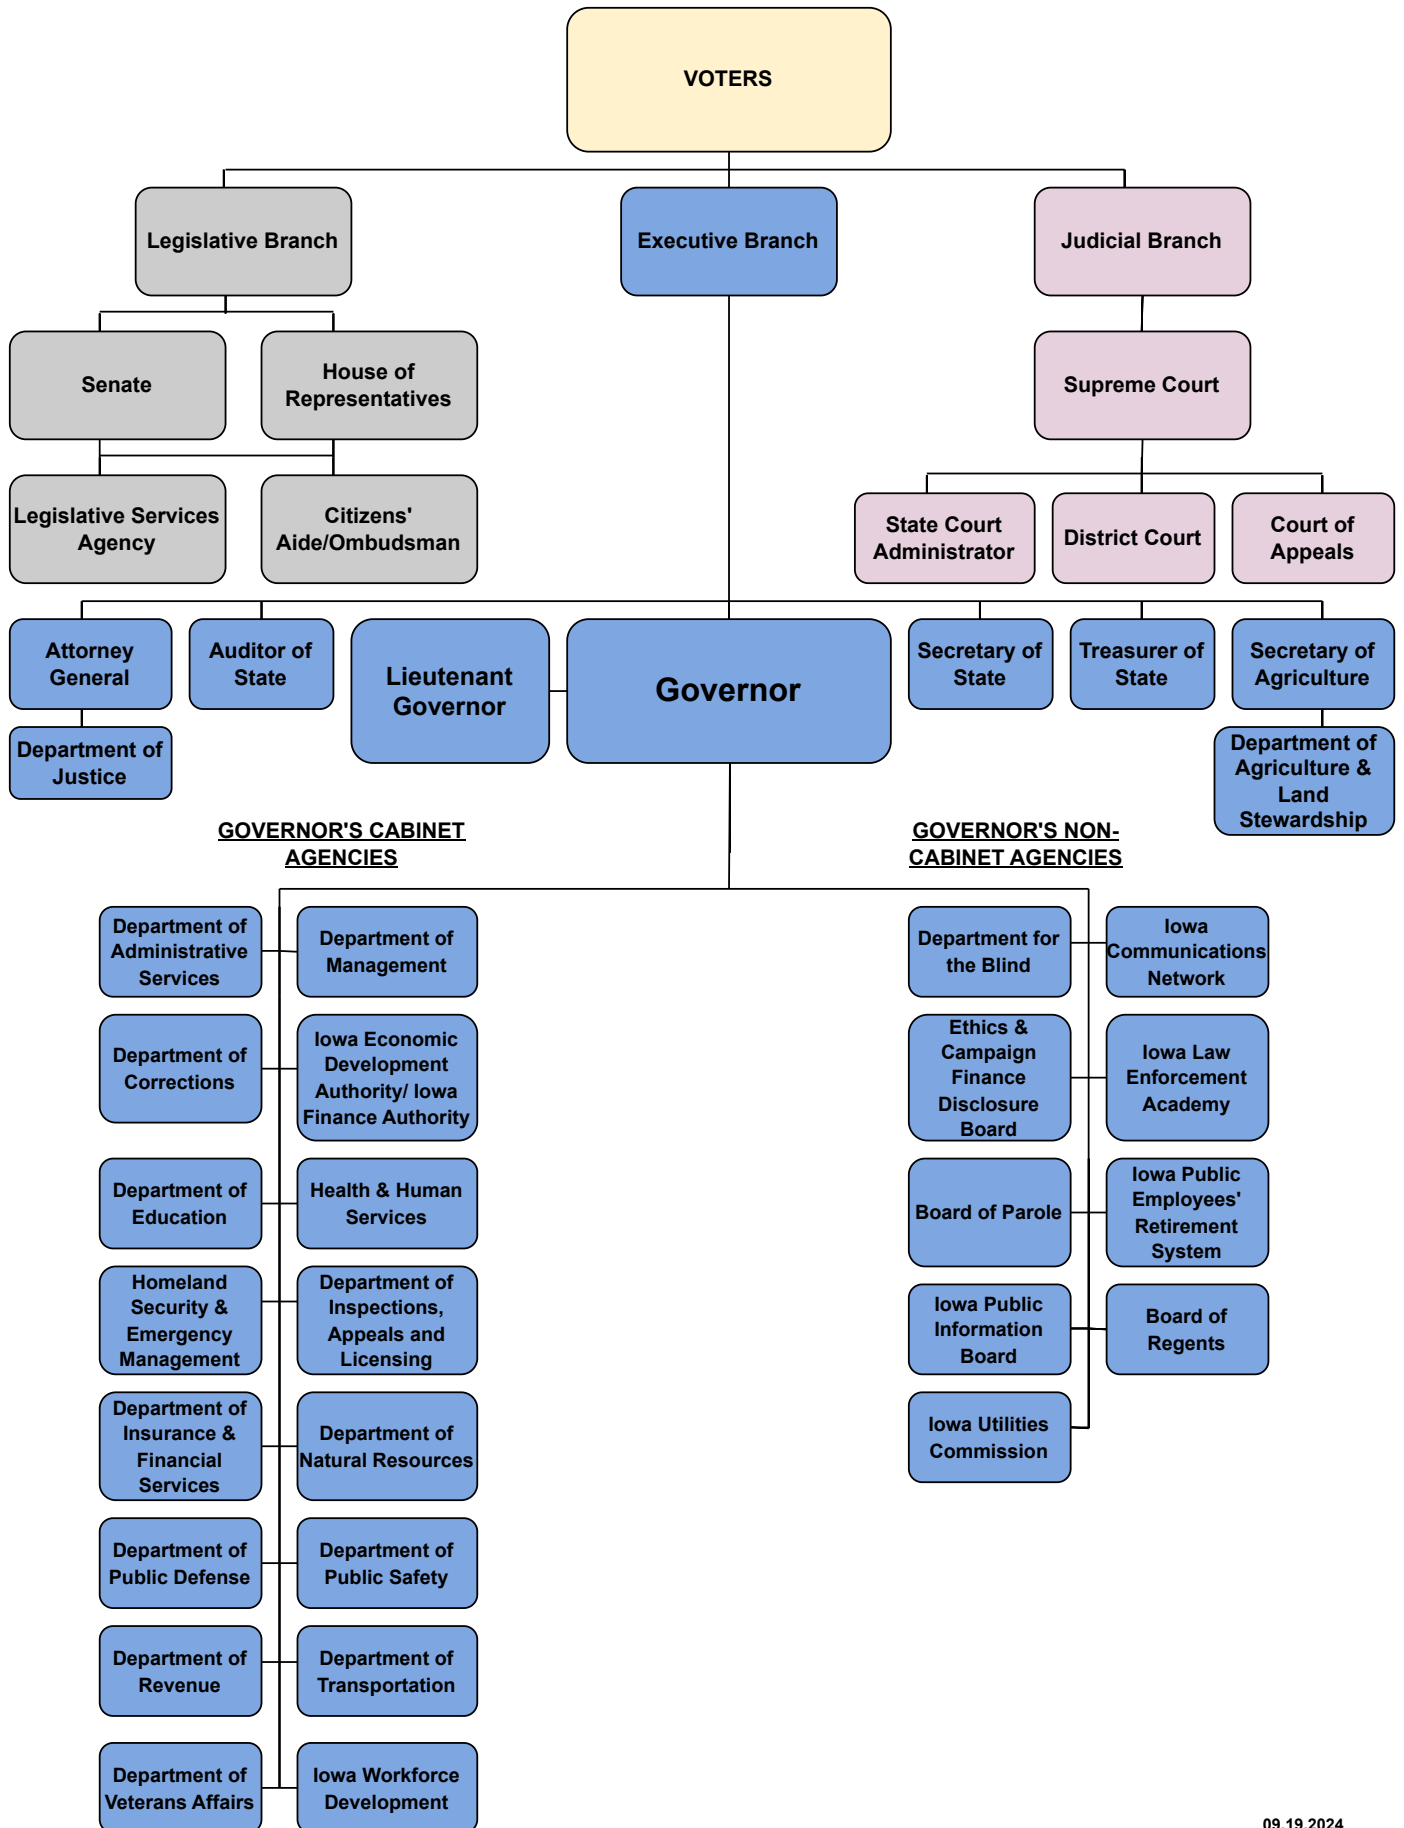 VOTERS
Legislative Branch
Executive Branch
Judicial Branch
Senate
House of
Representatives
Supreme Court
Legislative Services
Agency
Citizens'
Aide/Ombudsman
State Court
Administrator
District Court
Court of
Appeals
Attorney
General
Auditor of
State
Lieutenant
Governor
Governor
Secretary of
State
Treasurer of
State
Secretary of
Agriculture
Department of
Justice
Department of
Agriculture &
Land
Stewardship
GOVERNOR'S CABINET
AGENCIES
GOVERNOR'S NON-
CABINET AGENCIES
Department of
Administrative
Services
Department of
Management
Department for
the Blind
Iowa
Communications
Network
Department of
Corrections
Iowa Economic
Development
Authority/ Iowa
Finance Authority
Ethics &
Campaign
Finance
Disclosure
Board
Iowa Law
Enforcement
Academy
Department of
Education
Health & Human
Services
Board of Parole
Iowa Public
Employees'
Retirement
System
Homeland
Security &
Emergency
Management
Department of
Inspections,
Appeals and
Licensing
Iowa Public
Information
Board
Board of
Regents
Department of
Insurance &
Financial
Services
Department of
Natural Resources
Iowa Utilities
Commission
Department of
Public Defense
Department of
Public Safety
Department of
Revenue
Department of
Transportation
Department of
Veterans Affairs
Iowa Workforce
Development
09.19.2024